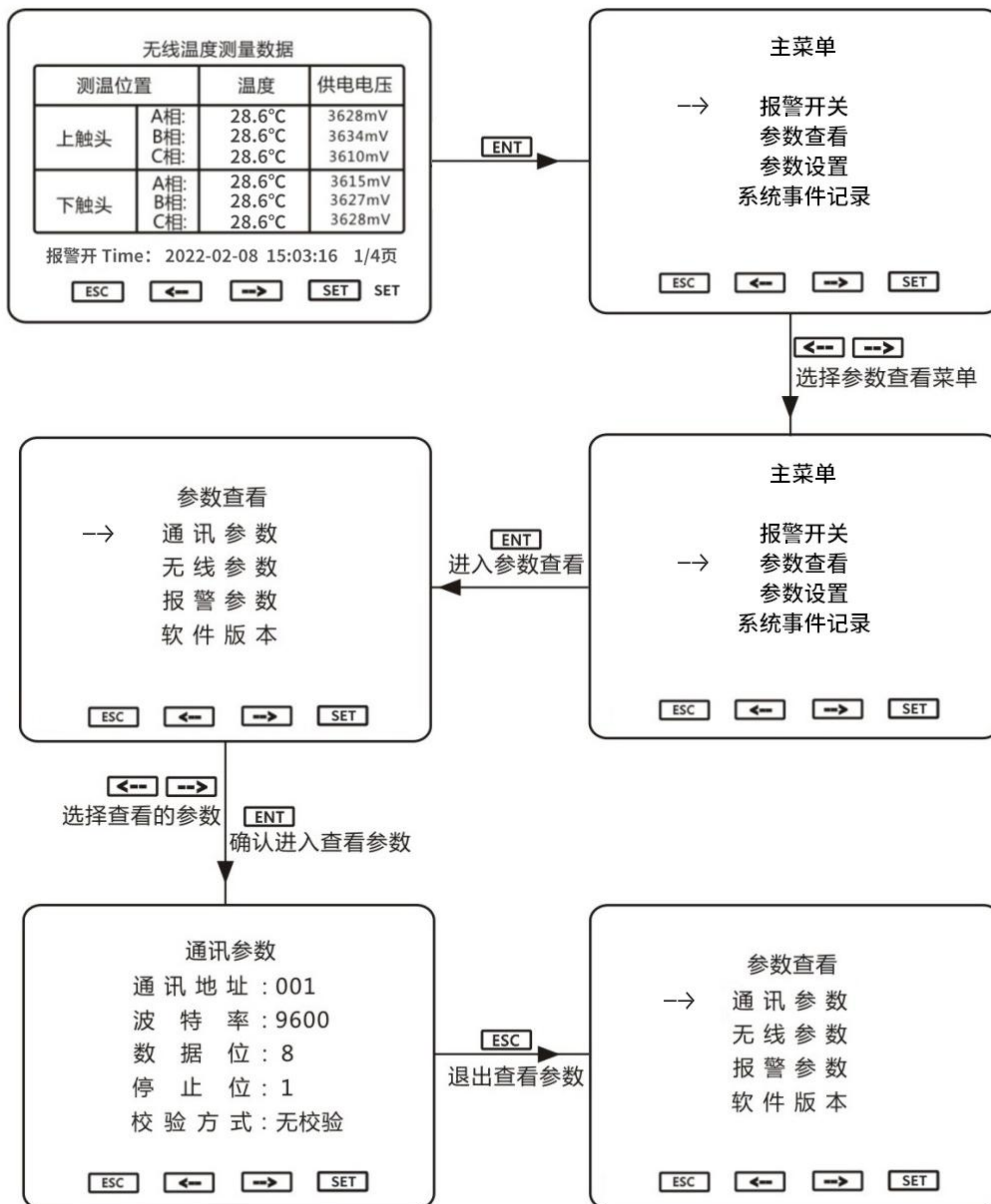 无线温度测量数据
测温位置 温度 供电电压
上触头
A相: 28.6℃ 3628mV
B相: 28.6℃ 3634mV
C相: 28.6℃ 3610mV
下触头
A相: 28.6℃ 3615mV
B相: 28.6℃ 3627mV
C相: 28.6℃ 3628mV
报警开 Time: 2022-02-08 15:03:16 1/4页
ESC <-- --> SET SET
ENT
主菜单
--> 报警开关
参数查看
参数设置
系统事件记录
ESC <-- --> SET
<-- -->
选择参数查看菜单
主菜单
报警开关
--> 参数查看
参数设置
系统事件记录
ESC <-- --> SET
ENT
进入参数查看
参数查看
--> 通讯参数
无线参数
报警参数
软件版本
ESC <-- --> SET
<-- -->
选择查看的参数
ENT
确认进入查看参数
通讯参数
通讯地址:001
波特率:9600
数据位:8
停止位:1
校验方式:无校验
ESC <-- --> SET
ESC
退出查看参数
参数查看
--> 通讯参数
无线参数
报警参数
软件版本
ESC <-- --> SET